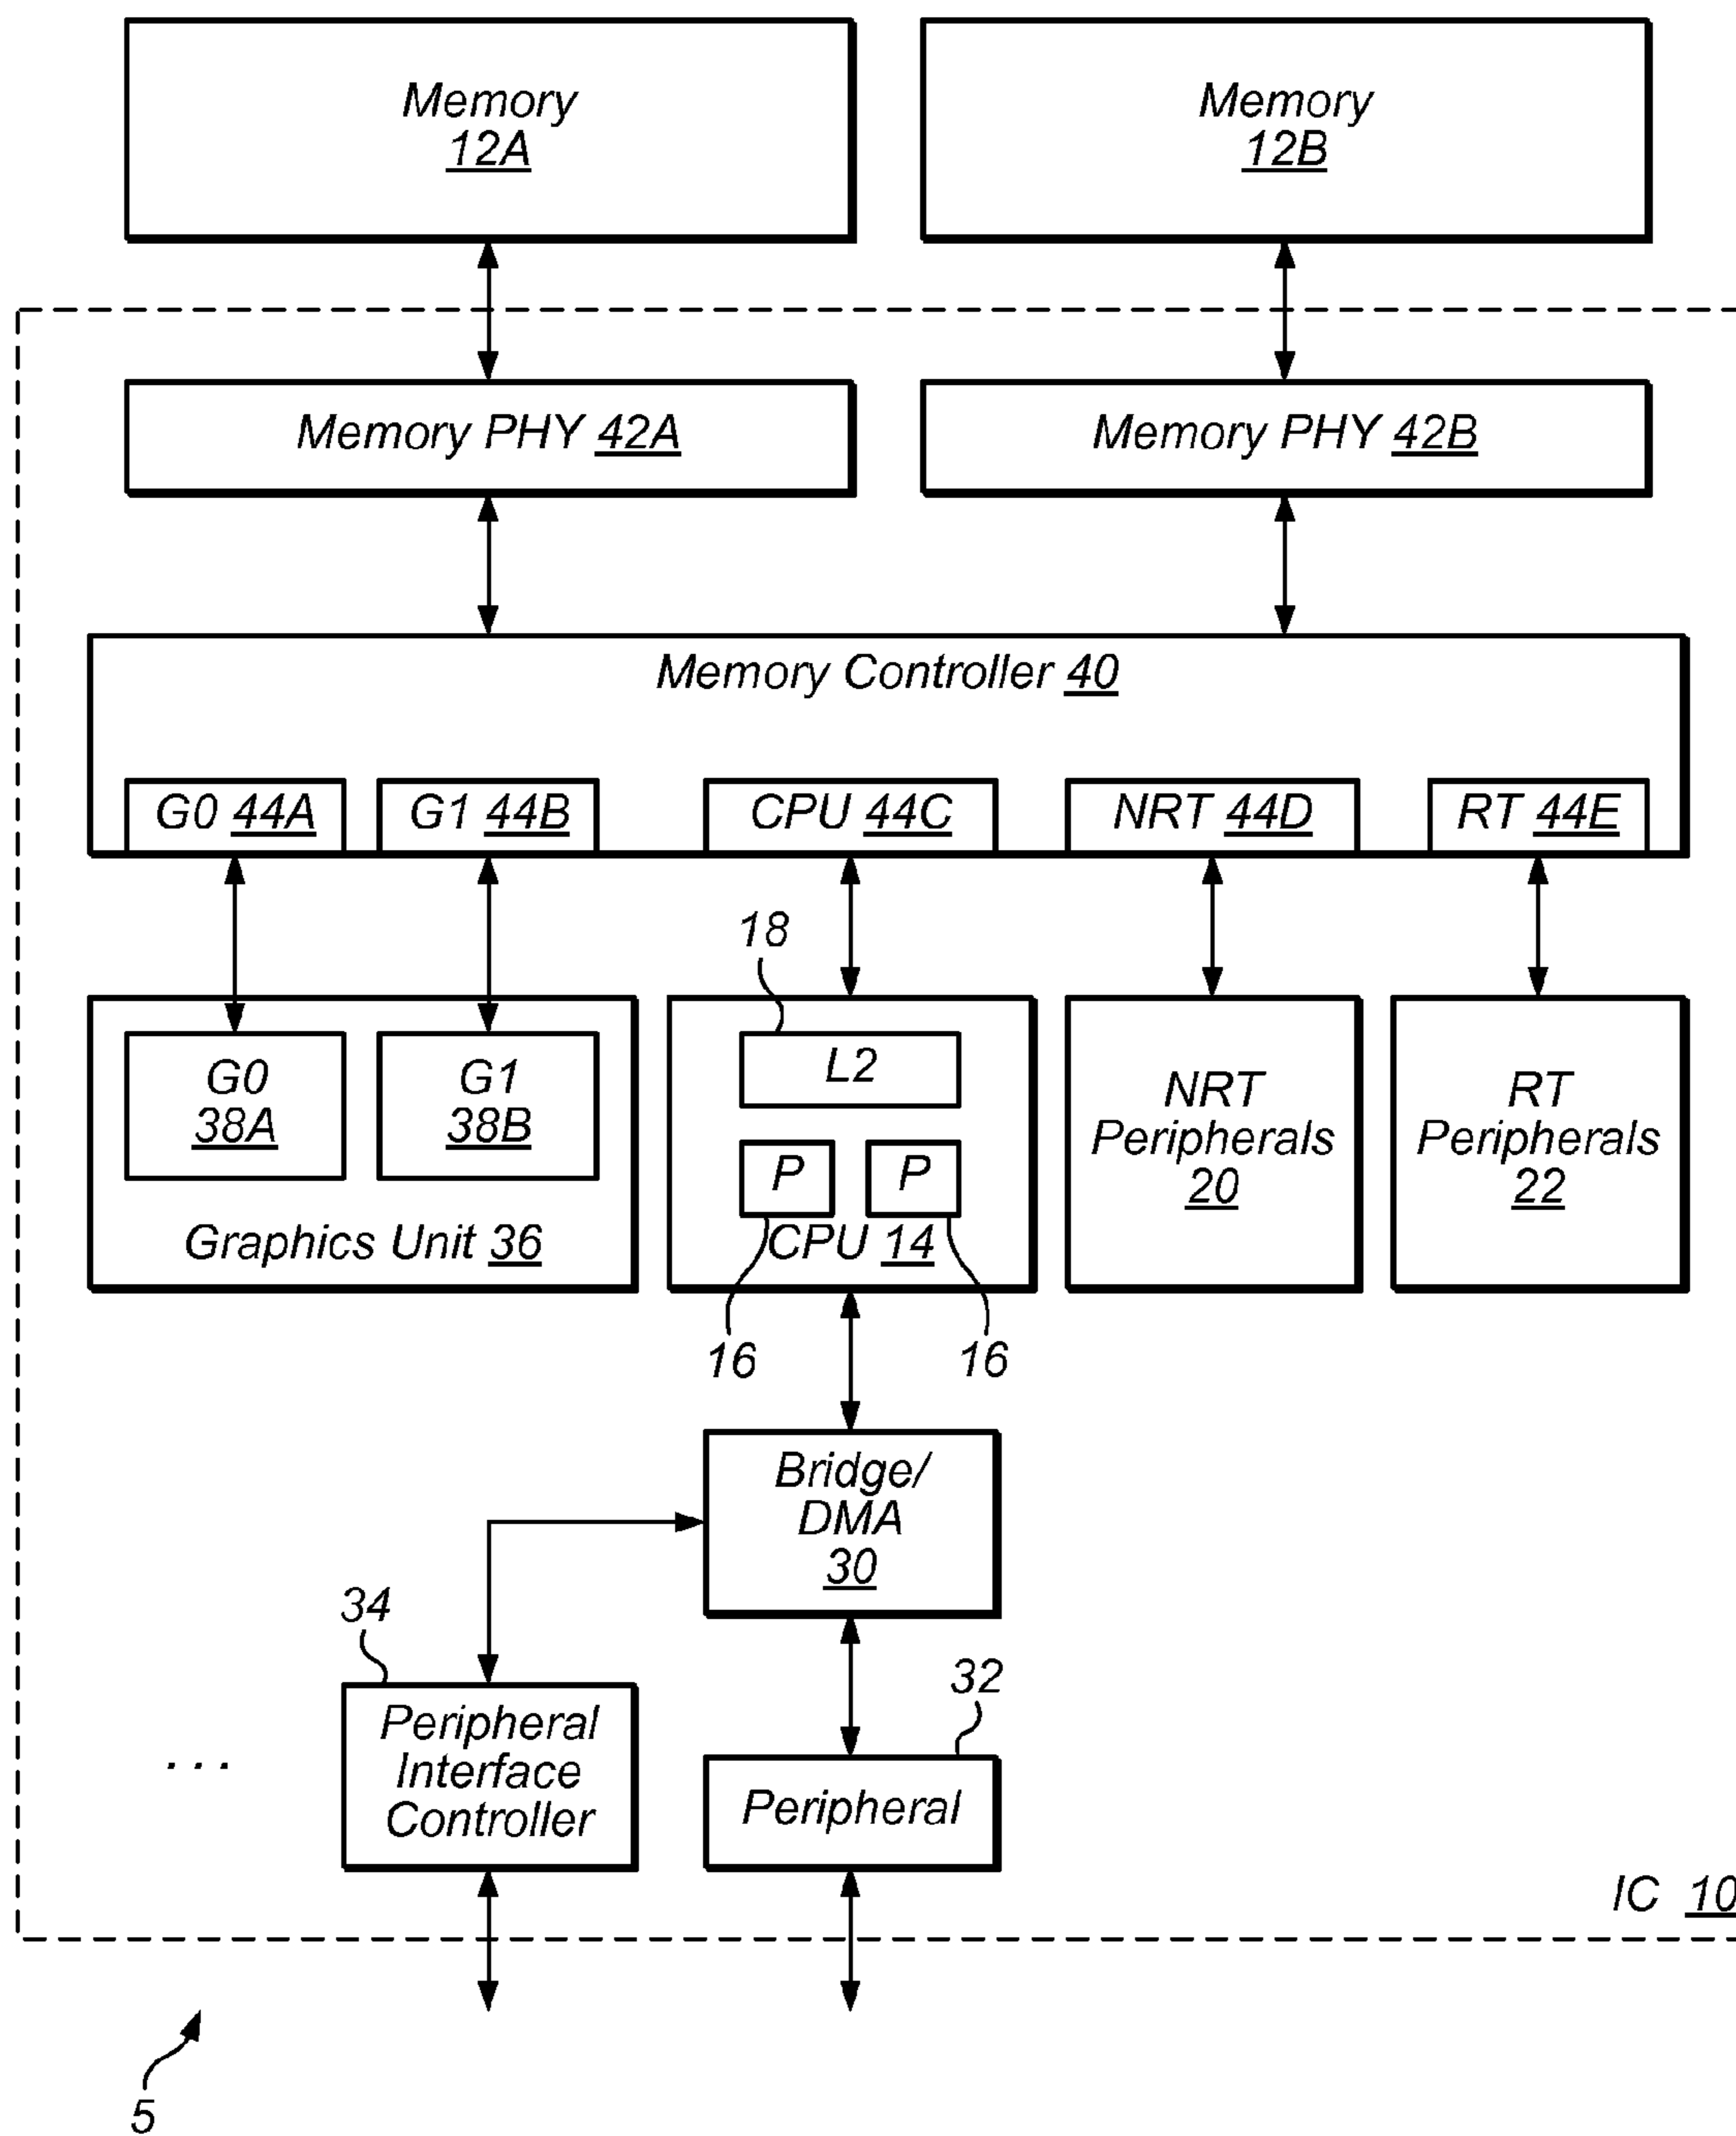 Memory
12A
Memory
12B
Memory PHY 42A
Memory PHY 42B
Memory Controller 40
G0 44A
G1 44B
CPU 44C
NRT 44D
RT 44E
18
G0
38A
G1
38B
Graphics Unit 36
L2
P
P
CPU 14
16
16
NRT
Peripherals
20
RT
Peripherals
22
Bridge/
DMA
30
34
Peripheral
Interface
Controller
32
Peripheral
. . .
IC 10
5